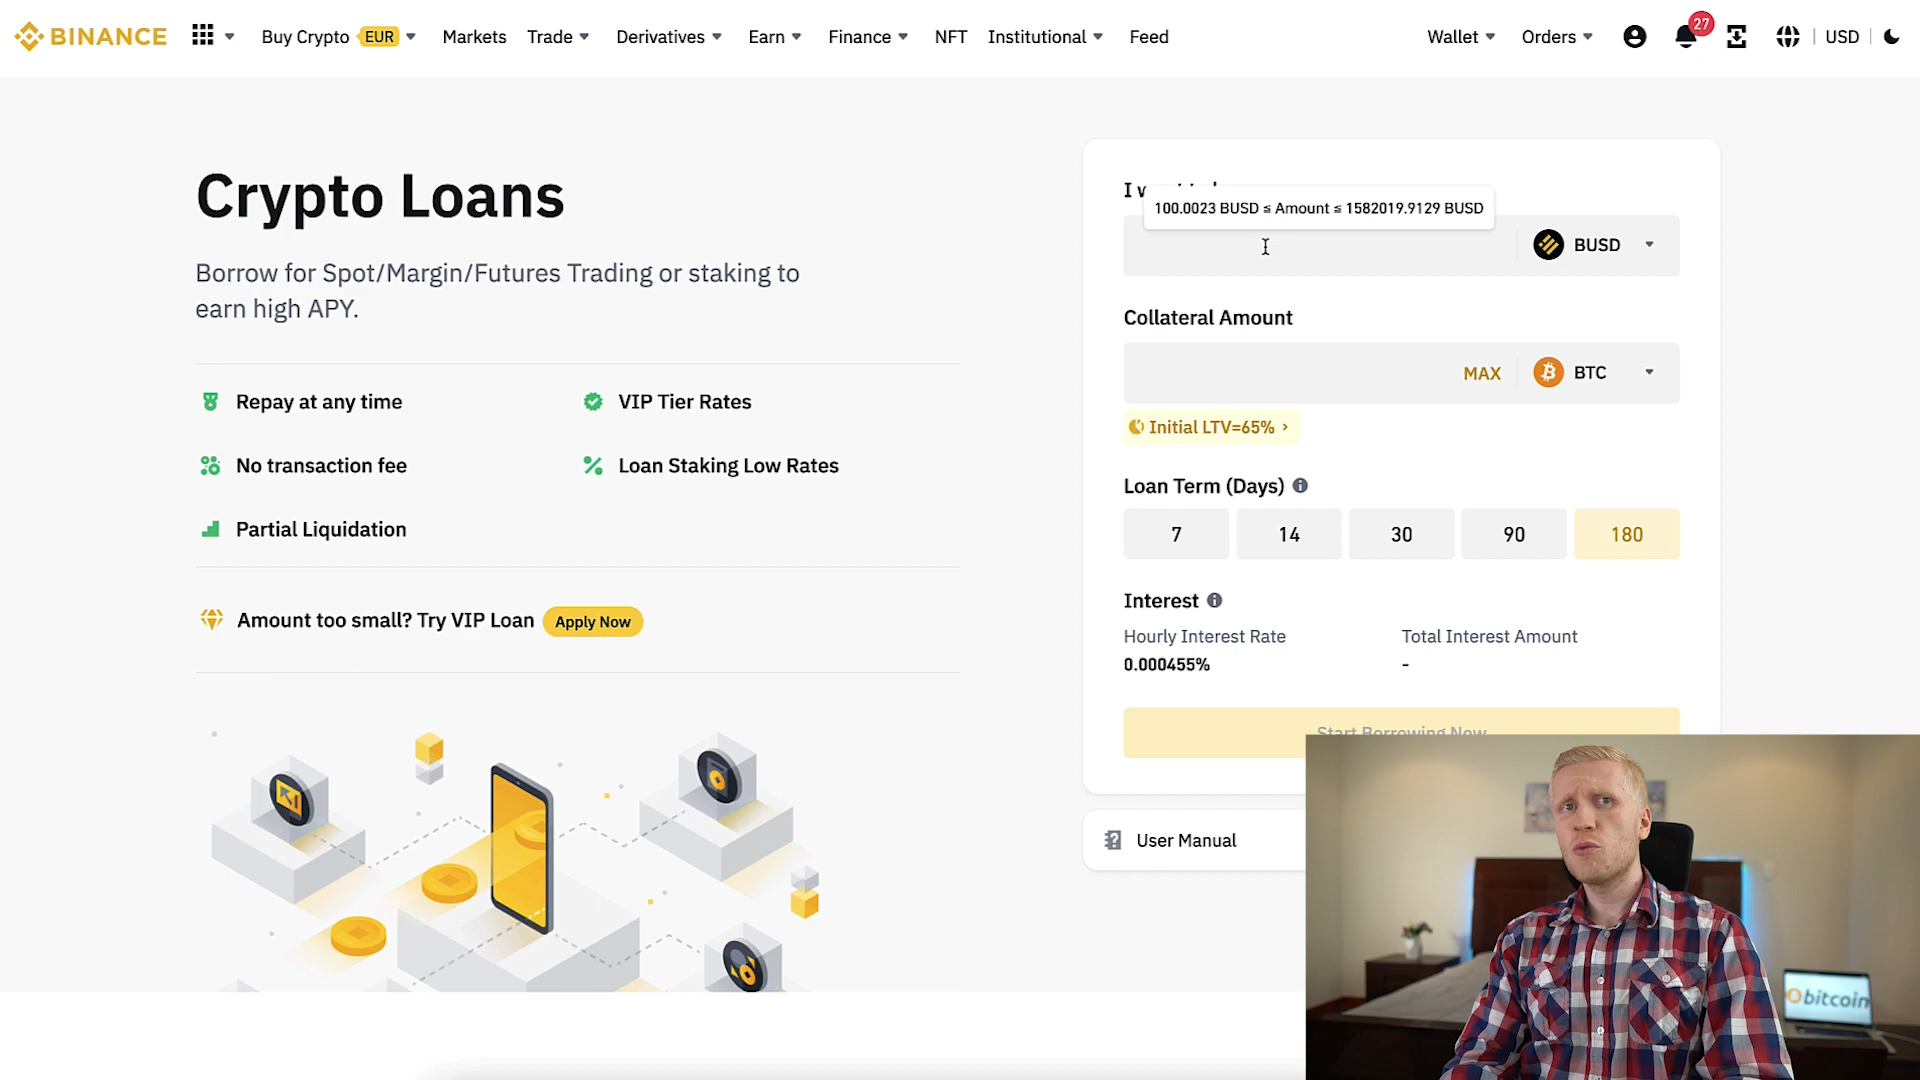 BINANCE
Buy Crypto EUR Markets Trade Derivatives Earn Finance NFT Institutional Feed
Wallet Orders 27 USD
Crypto Loans
Borrow for Spot/Margin/Futures Trading or staking to
earn high APY.
Repay at any time
VIP Tier Rates
No transaction fee
Loan Staking Low Rates
Partial Liquidation
Amount too small? Try VIP Loan Apply Now
I
100.0023 BUSD ≤ Amount ≤ 1582019.9129 BUSD
BUSD
Collateral Amount
MAX BTC
Initial LTV=65% ›
Loan Term (Days)
7 14 30 90 180
Interest
Hourly Interest Rate Total Interest Amount
0.000455% -
Start Borrowing Now
User Manual
bitcoin